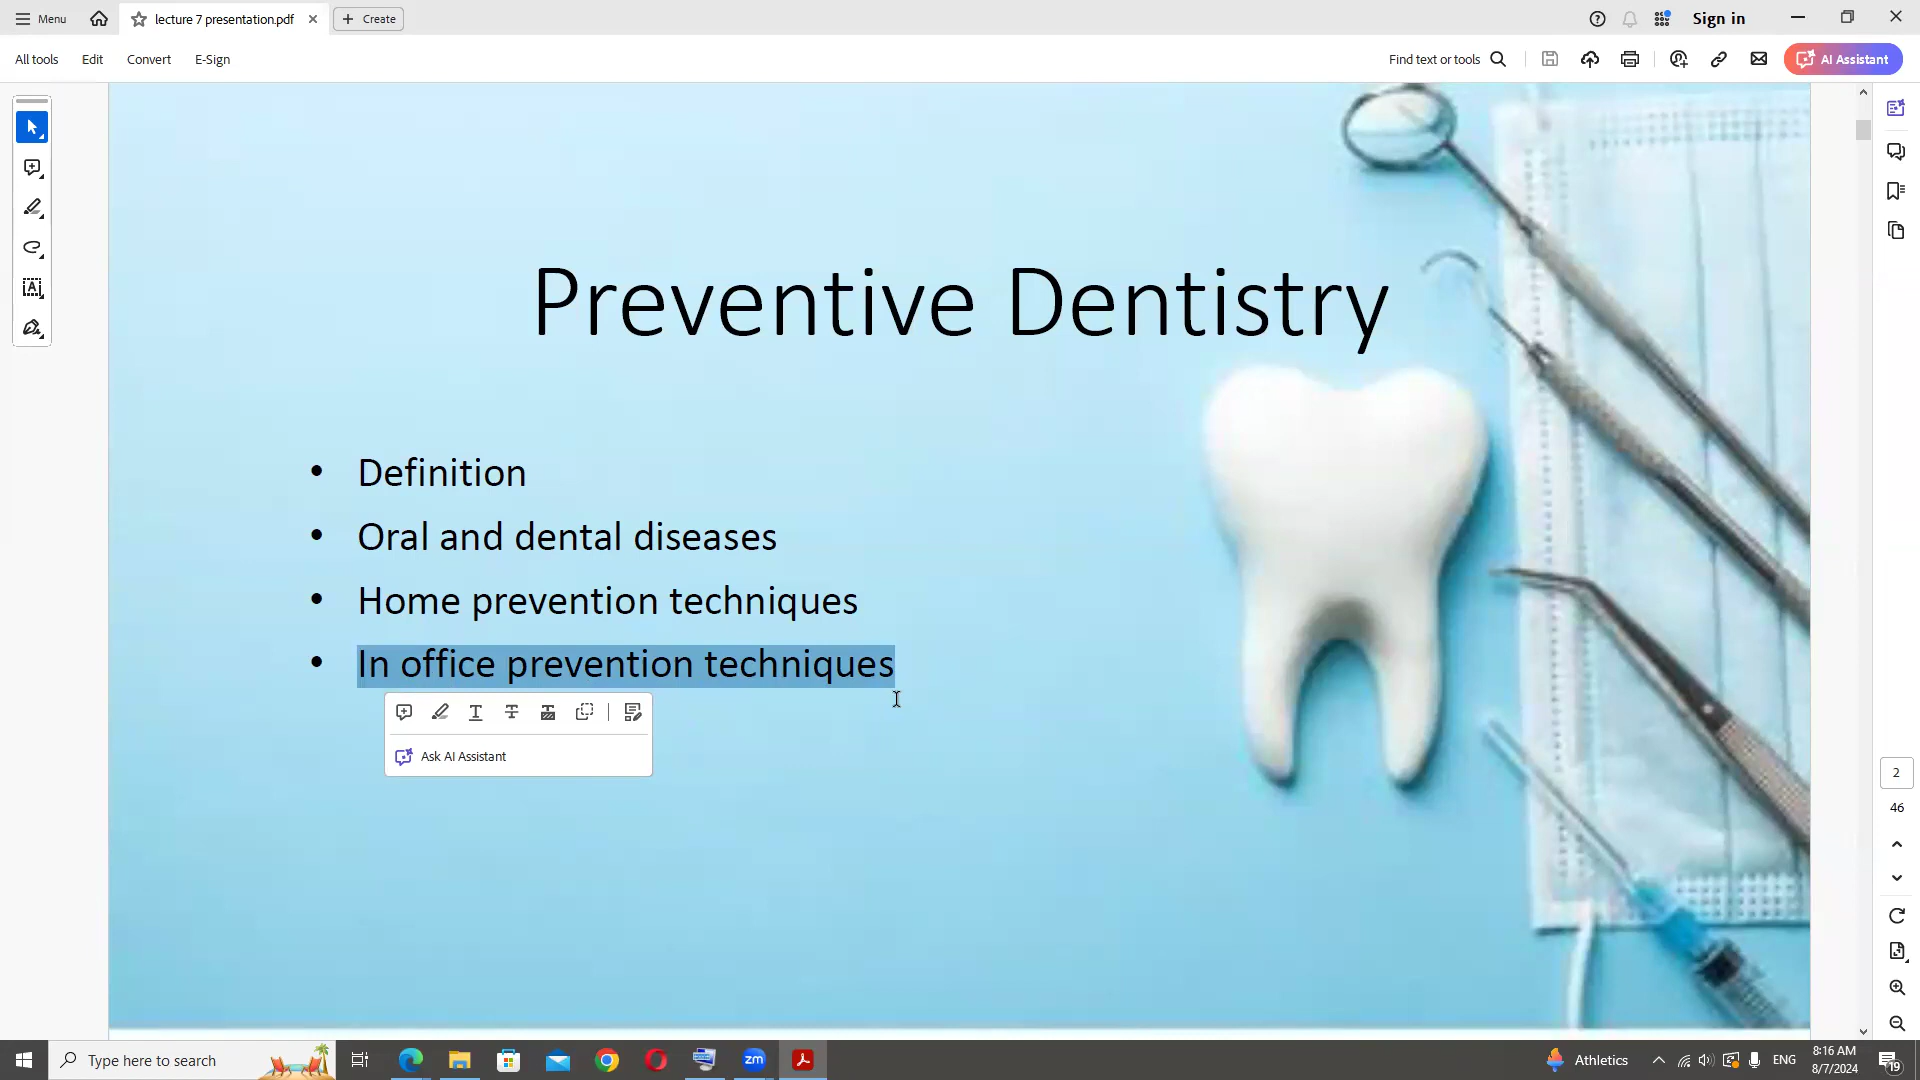 Menu
lecture 7 presentation.pdf
Create
Sign in
All tools
Edit
Convert
E-Sign
Find text or tools
AI Assistant
Preventive Dentistry
• Definition
• Oral and dental diseases
• Home prevention techniques
• In office prevention techniques
Ask AI Assistant
2
46
Type here to search
zm
Athletics
ENG
8:16 AM
8/7/2024
19